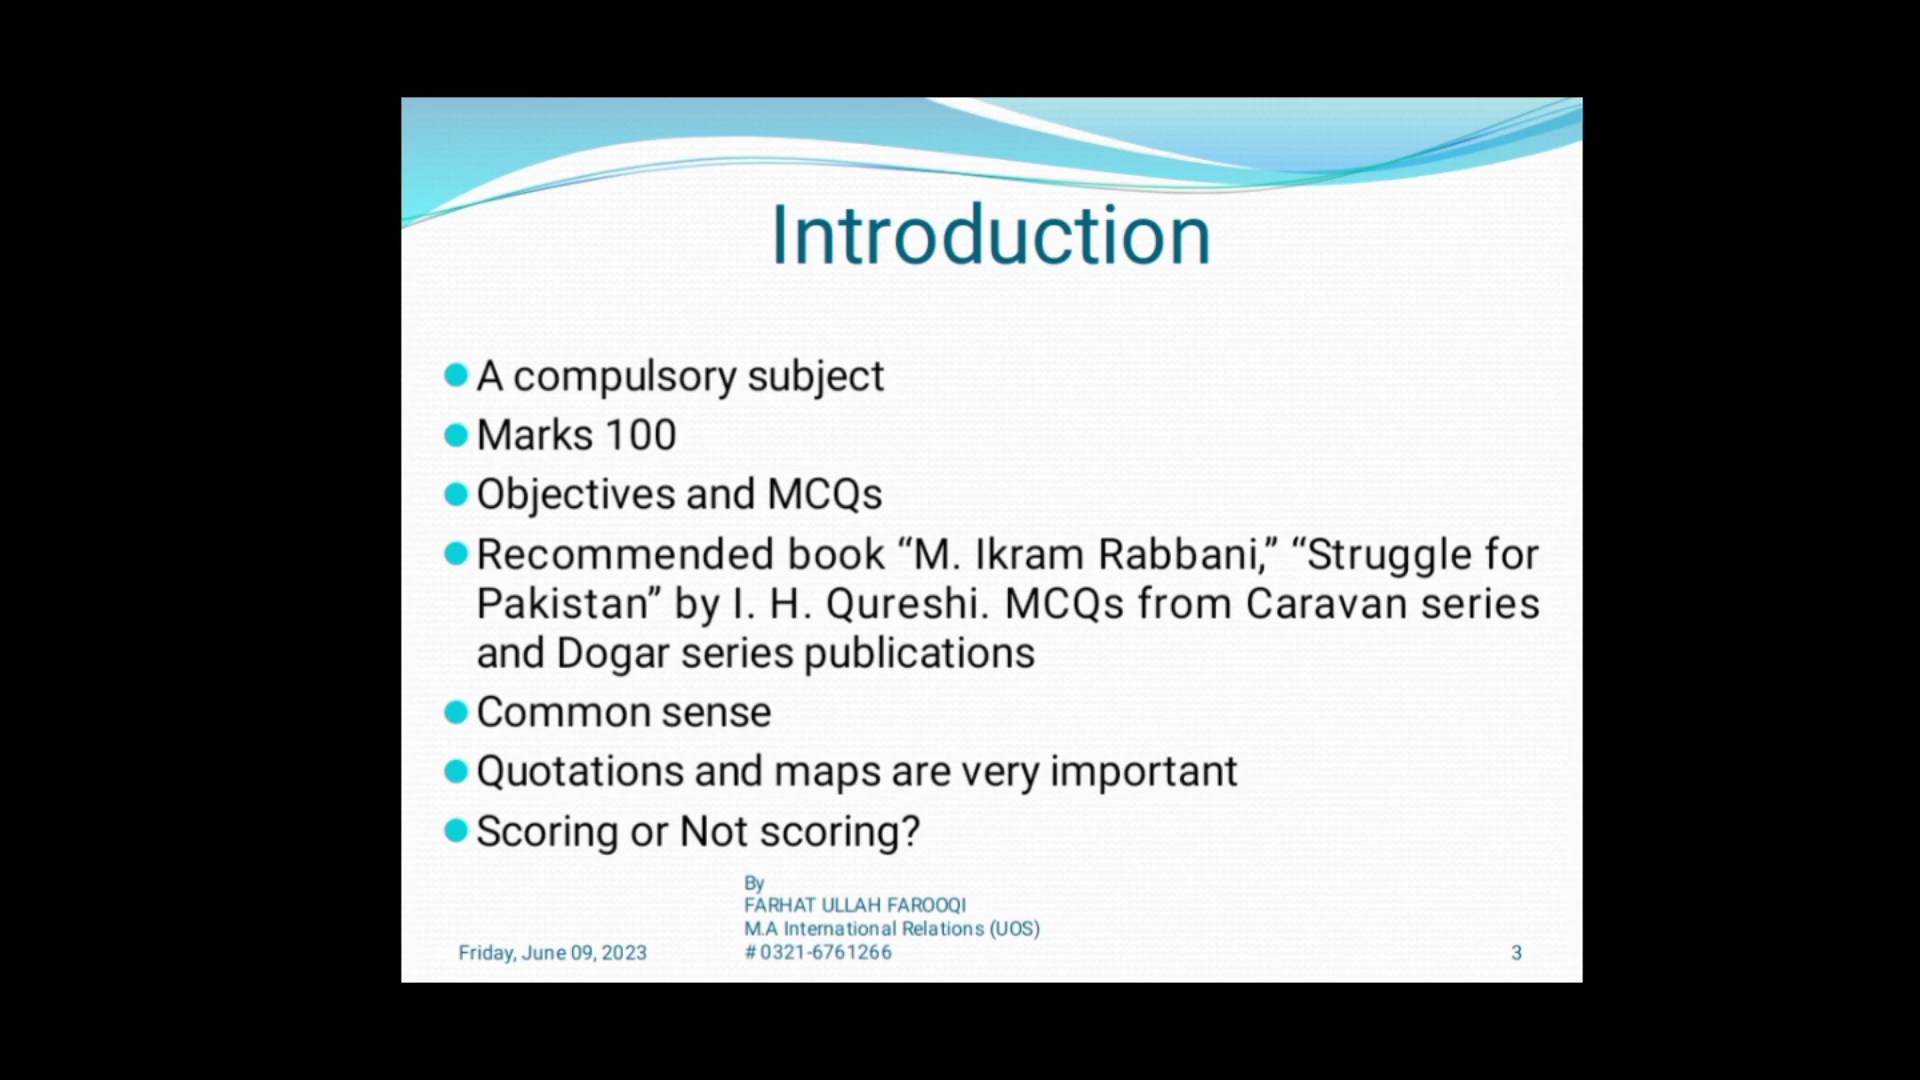 Introduction
A compulsory subject
Marks 100
Objectives and MCQs
Recommended book “M. Ikram Rabbani,” “Struggle for
Pakistan” by I. H. Qureshi. MCQs from Caravan series
and Dogar series publications
Common sense
Quotations and maps are very important
Scoring or Not scoring?
By
FARHAT ULLAH FAROOQI
M.A International Relations (UOS)
# 0321-6761266
Friday, June 09, 2023
3